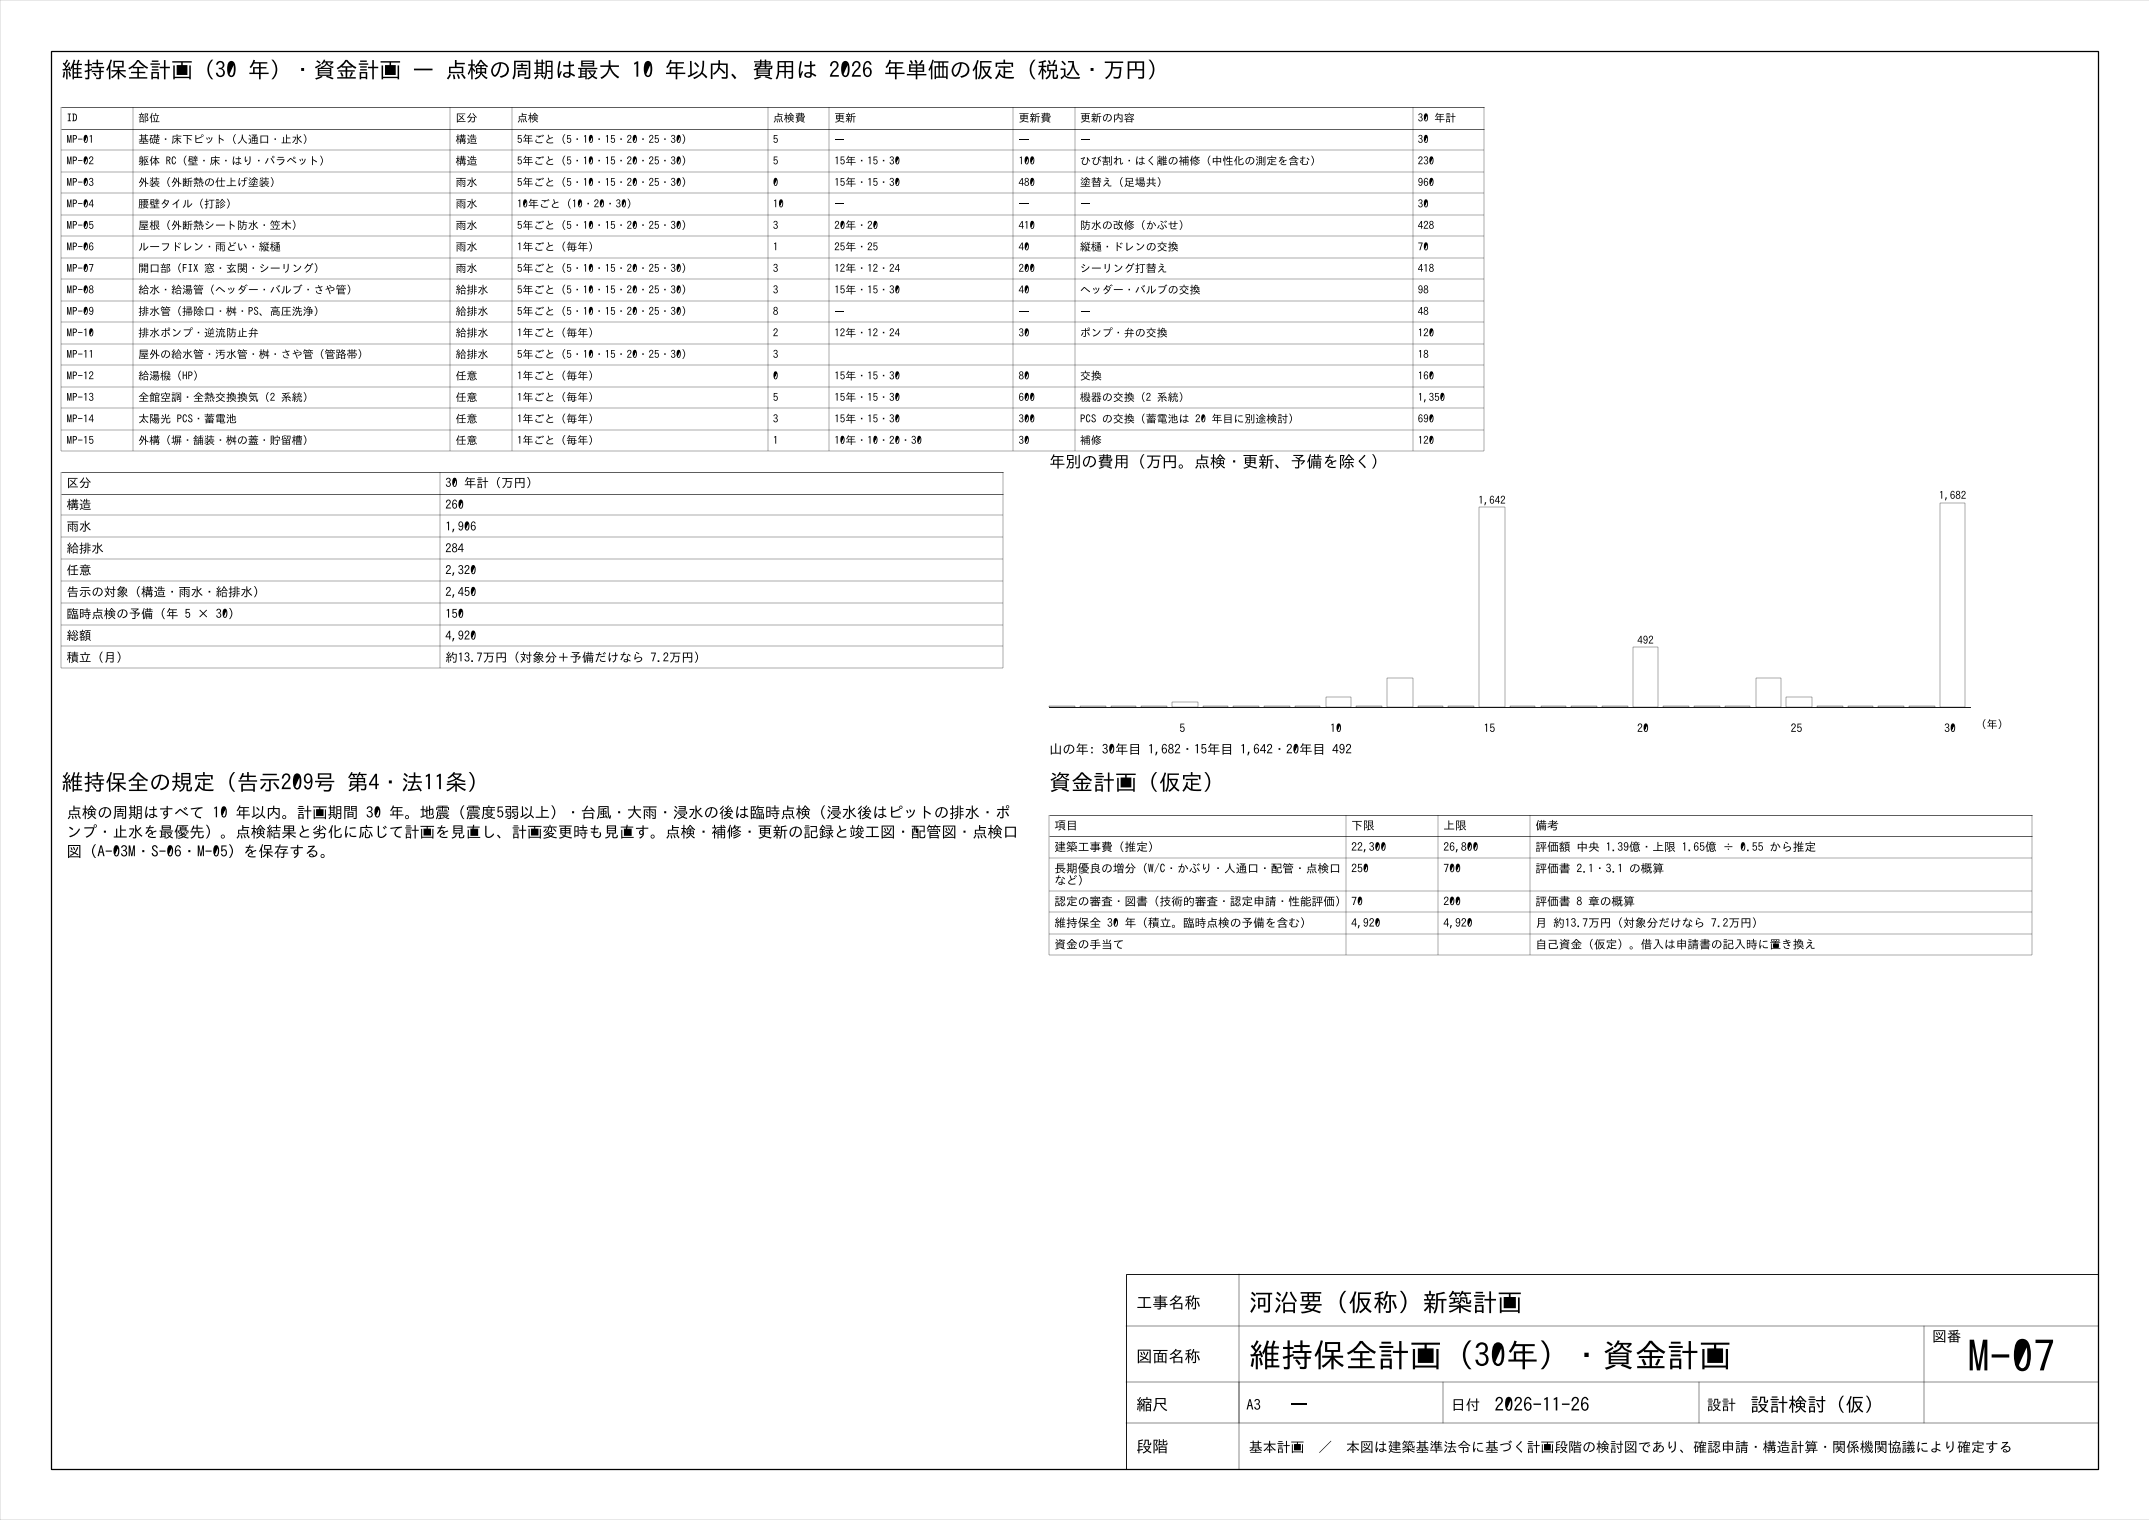 維持保全計画（30 年）・資金計画 — 点検の周期は最大 10 年以内、費用は 2026 年単価の仮定（税込・万円）
ID 部位 区分 点検 点検費 更新 更新費 更新の内容 30 年計
MP-01 基礎・床下ピット（人通口・止水） 構造 5年ごと（5・10・15・20・25・30） 5 — — — 30
MP-02 躯体 RC（壁・床・はり・パラペット） 構造 5年ごと（5・10・15・20・25・30） 5 15年・15・30 100 ひび割れ・はく離の補修（中性化の測定を含む） 230
MP-03 外装（外断熱の仕上げ塗装） 雨水 5年ごと（5・10・15・20・25・30） 0 15年・15・30 480 塗替え（足場共） 960
MP-04 腰壁タイル（打診） 雨水 10年ごと（10・20・30） 10 — — — 30
MP-05 屋根（外断熱シート防水・笠木） 雨水 5年ごと（5・10・15・20・25・30） 3 20年・20 410 防水の改修（かぶせ） 428
MP-06 ルーフドレン・雨どい・縦樋 雨水 1年ごと（毎年） 1 25年・25 40 縦樋・ドレンの交換 70
MP-07 開口部（FIX 窓・玄関・シーリング） 雨水 5年ごと（5・10・15・20・25・30） 3 12年・12・24 200 シーリング打替え 418
MP-08 給水・給湯管（ヘッダー・バルブ・さや管） 給排水 5年ごと（5・10・15・20・25・30） 3 15年・15・30 40 ヘッダー・バルブの交換 98
MP-09 排水管（掃除口・桝・PS、高圧洗浄） 給排水 5年ごと（5・10・15・20・25・30） 8 — — — 48
MP-10 排水ポンプ・逆流防止弁 給排水 1年ごと（毎年） 2 12年・12・24 30 ポンプ・弁の交換 120
MP-11 屋外の給水管・汚水管・桝・さや管（管路帯） 給排水 5年ごと（5・10・15・20・25・30） 3 18
MP-12 給湯機（HP） 任意 1年ごと（毎年） 0 15年・15・30 80 交換 160
MP-13 全館空調・全熱交換換気（2 系統） 任意 1年ごと（毎年） 5 15年・15・30 600 機器の交換（2 系統） 1,350
MP-14 太陽光 PCS・蓄電池 任意 1年ごと（毎年） 3 15年・15・30 300 PCS の交換（蓄電池は 20 年目に別途検討） 690
MP-15 外構（塀・舗装・桝の蓋・貯留槽） 任意 1年ごと（毎年） 1 10年・10・20・30 30 補修 120
区分 30 年計（万円）
構造 260
雨水 1,906
給排水 284
任意 2,320
告示の対象（構造・雨水・給排水） 2,450
臨時点検の予備（年 5 × 30） 150
総額 4,920
積立（月） 約13.7万円（対象分＋予備だけなら 7.2万円）
年別の費用（万円。点検・更新、予備を除く）
1,642
492
1,682
5 10 15 20 25 30 （年）
山の年: 30年目 1,682・15年目 1,642・20年目 492
維持保全の規定（告示209号 第4・法11条）
点検の周期はすべて 10 年以内。計画期間 30 年。地震（震度5弱以上）・台風・大雨・浸水の後は臨時点検（浸水後はピットの排水・ポ
ンプ・止水を最優先）。点検結果と劣化に応じて計画を見直し、計画変更時も見直す。点検・補修・更新の記録と竣工図・配管図・点検口
図（A-03M・S-06・M-05）を保存する。
資金計画（仮定）
項目 下限 上限 備考
建築工事費（推定） 22,300 26,800 評価額 中央 1.39億・上限 1.65億 ÷ 0.55 から推定
長期優良の増分（W/C・かぶり・人通口・配管・点検口
など） 250 700 評価書 2.1・3.1 の概算
認定の審査・図書（技術的審査・認定申請・性能評価） 70 200 評価書 8 章の概算
維持保全 30 年（積立。臨時点検の予備を含む） 4,920 4,920 月 約13.7万円（対象分だけなら 7.2万円）
資金の手当て 自己資金（仮定）。借入は申請書の記入時に置き換え
工事名称 河沿要（仮称）新築計画
図面名称 維持保全計画（30年）・資金計画 図番 M-07
縮尺 A3 — 日付 2026-11-26 設計 設計検討（仮）
段階 基本計画 ／ 本図は建築基準法令に基づく計画段階の検討図であり、確認申請・構造計算・関係機関協議により確定する